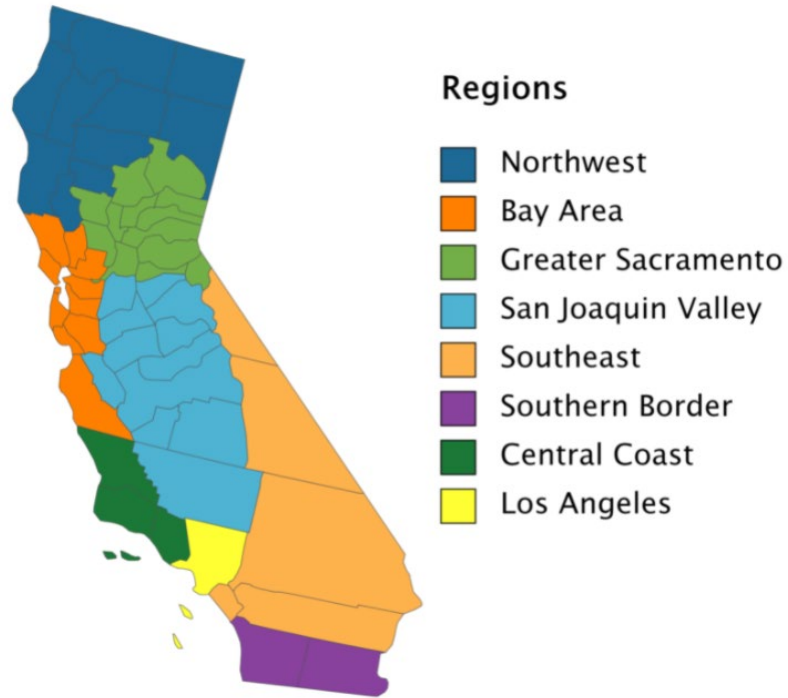 Regions
Northwest
Bay Area
Greater Sacramento
San Joaquin Valley
Southeast
Southern Border
Central Coast
Los Angeles